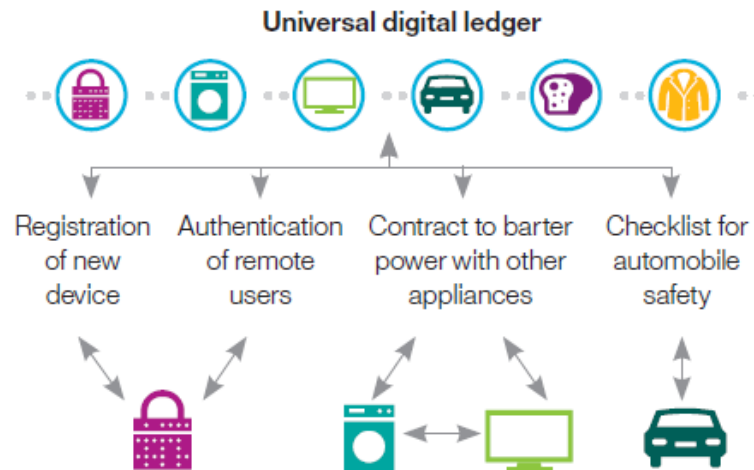 Universal digital ledger
Registration
of new
device
Authentication
of remote
users
Contract to barter
power with other
appliances
Checklist for
automobile
safety